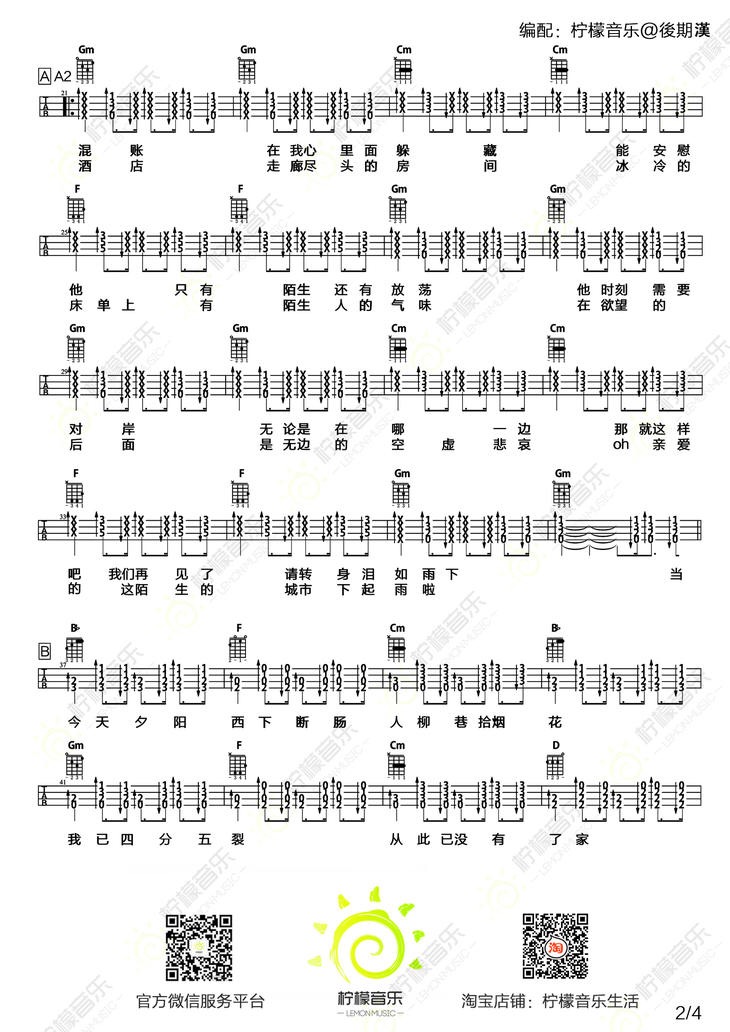 编配：柠檬音乐@後期漢
Gm Gm Cm Cm
A A2
21
混 账 在 我 心 里 面 躲 藏 能 安 慰
酒 店 走 廊 尽 头 的 房 间 冰 冷 的
F F Gm Gm
25
他 只 有 陌 生 还 有 放 荡 他 时 刻 需 要
床 单 上 有 陌 生 人 的 气 味 在 欲 望 的
Gm Gm Cm Cm
29
对 岸 无 论 是 在 哪 一 边 那 就 这 样
后 面 是 无 边 的 空 虚 悲 哀 oh 亲 爱
F F Gm Gm
33
吧 我 们 再 见 了 请 转 身 泪 如 雨 下 当
的 这 陌 生 的 城 市 下 起 雨 啦
B♭ F Cm B♭
B
37
今 天 夕 阳 西 下 断 肠 人 柳 巷 拾 烟 花
Gm F Cm D
41
我 已 四 分 五 裂 从 此 已 没 有 了 家
官方微信服务平台
柠檬音乐
LEMON MUSIC
淘
淘宝店铺：柠檬音乐生活
2/4